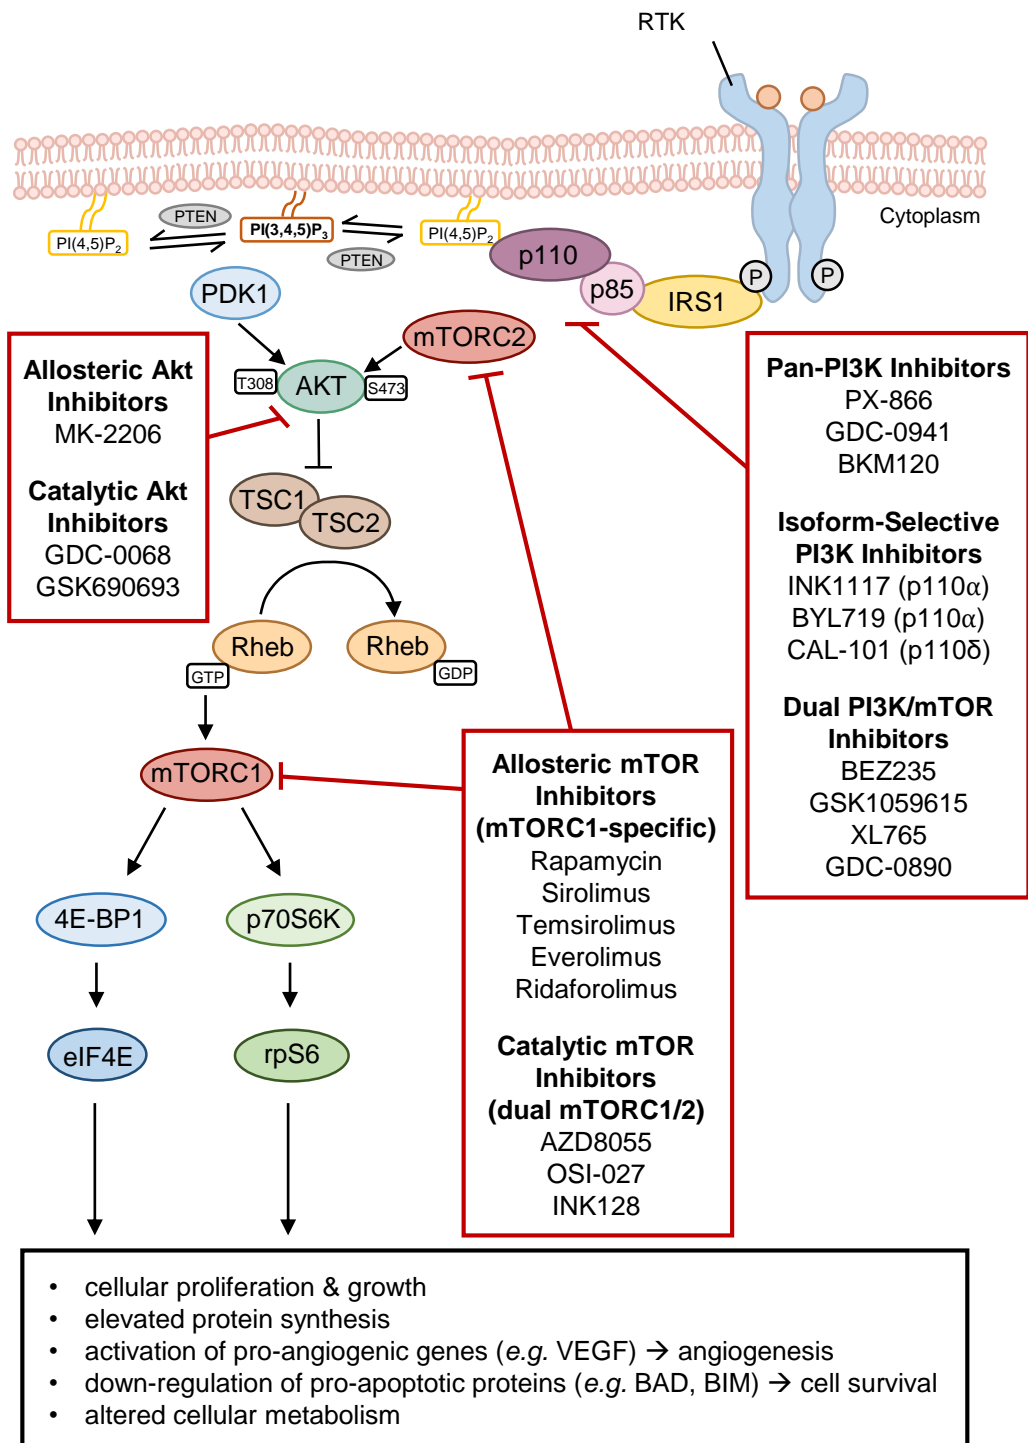 RTK
Cytoplasm
PTEN
PI(4,5)P2
PI(3,4,5)P3
PI(4,5)P2
PTEN
p110
p85
IRS1
P
P
PDK1
mTORC2
T308
AKT
S473
Allosteric Akt
Inhibitors
MK-2206
Catalytic Akt
Inhibitors
GDC-0068
GSK690693
Pan-PI3K Inhibitors
PX-866
GDC-0941
BKM120
Isoform-Selective
PI3K Inhibitors
INK1117 (p110α)
BYL719 (p110α)
CAL-101 (p110δ)
Dual PI3K/mTOR
Inhibitors
BEZ235
GSK1059615
XL765
GDC-0890
TSC1
TSC2
Rheb
GTP
Rheb
GDP
mTORC1
Allosteric mTOR
Inhibitors
(mTORC1-specific)
Rapamycin
Sirolimus
Temsirolimus
Everolimus
Ridaforolimus
Catalytic mTOR
Inhibitors
(dual mTORC1/2)
AZD8055
OSI-027
INK128
4E-BP1
p70S6K
eIF4E
rpS6
• cellular proliferation & growth
• elevated protein synthesis
• activation of pro-angiogenic genes (e.g. VEGF) → angiogenesis
• down-regulation of pro-apoptotic proteins (e.g. BAD, BIM) → cell survival
• altered cellular metabolism